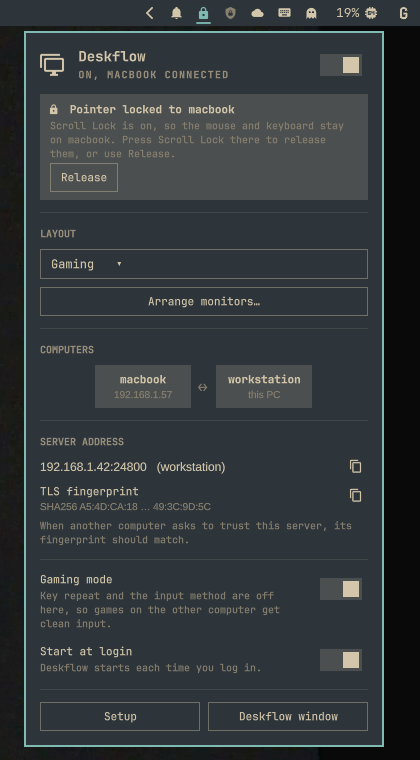 19%
G
Deskflow
ON, MACBOOK CONNECTED
Pointer locked to macbook
Scroll Lock is on, so the mouse and keyboard stay
on macbook. Press Scroll Lock there to release
them, or use Release.
Release
LAYOUT
Gaming
Arrange monitors…
COMPUTERS
macbook
192.168.1.57
↔
workstation
this PC
SERVER ADDRESS
192.168.1.42:24800 (workstation)
TLS fingerprint
SHA256 A5:4D:CA:18 … 49:3C:9D:5C
When another computer asks to trust this server, its
fingerprint should match.
Gaming mode
Key repeat and the input method are off
here, so games on the other computer get
clean input.
Start at login
Deskflow starts each time you log in.
Setup
Deskflow window